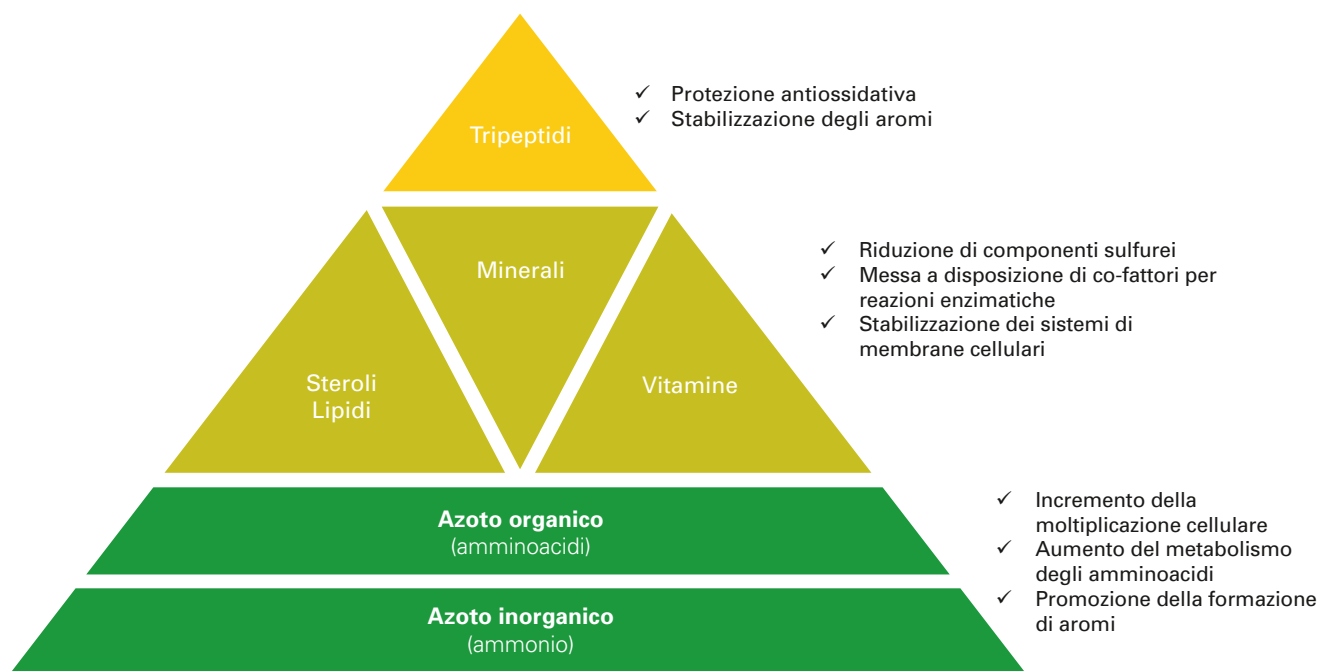 Tripeptidi
✓ Protezione antiossidativa
✓ Stabilizzazione degli aromi
Minerali
Steroli
Lipidi
Vitamine
✓ Riduzione di componenti sulfurei
✓ Messa a disposizione di co-fattori per
reazioni enzimatiche
✓ Stabilizzazione dei sistemi di
membrane cellulari
Azoto organico
(amminoacidi)
Azoto inorganico
(ammonio)
✓ Incremento della
moltiplicazione cellulare
✓ Aumento del metabolismo
degli amminoacidi
✓ Promozione della formazione
di aromi